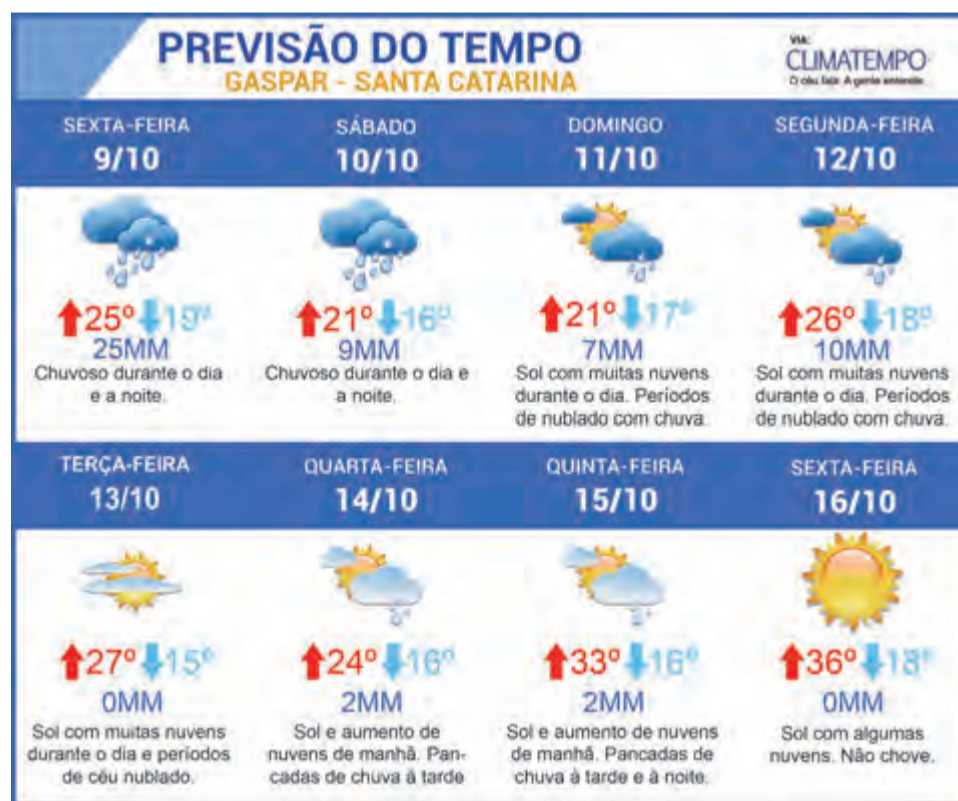 PREVISÃO DO TEMPO
GASPAR - SANTA CATARINA
VIA:
CLIMATEMPO
O céu fala. A gente entende.
SEXTA-FEIRA
9/10
SÁBADO
10/10
DOMINGO
11/10
SEGUNDA-FEIRA
12/10
25º 19º
25MM
Chuvoso durante o dia
e a noite.
21º 16º
9MM
Chuvoso durante o dia e
a noite.
21º 17º
7MM
Sol com muitas nuvens
durante o dia. Períodos
de nublado com chuva.
26º 18º
10MM
Sol com muitas nuvens
durante o dia. Períodos
de nublado com chuva.
TERÇA-FEIRA
13/10
QUARTA-FEIRA
14/10
QUINTA-FEIRA
15/10
SEXTA-FEIRA
16/10
27º 15º
0MM
Sol com muitas nuvens
durante o dia e períodos
de céu nublado.
24º 16º
2MM
Sol e aumento de
nuvens de manhã. Pan-
cadas de chuva à tarde
33º 16º
2MM
Sol e aumento de nuvens
de manhã. Pancadas de
chuva à tarde e à noite.
36º 18º
0MM
Sol com algumas
nuvens. Não chove.